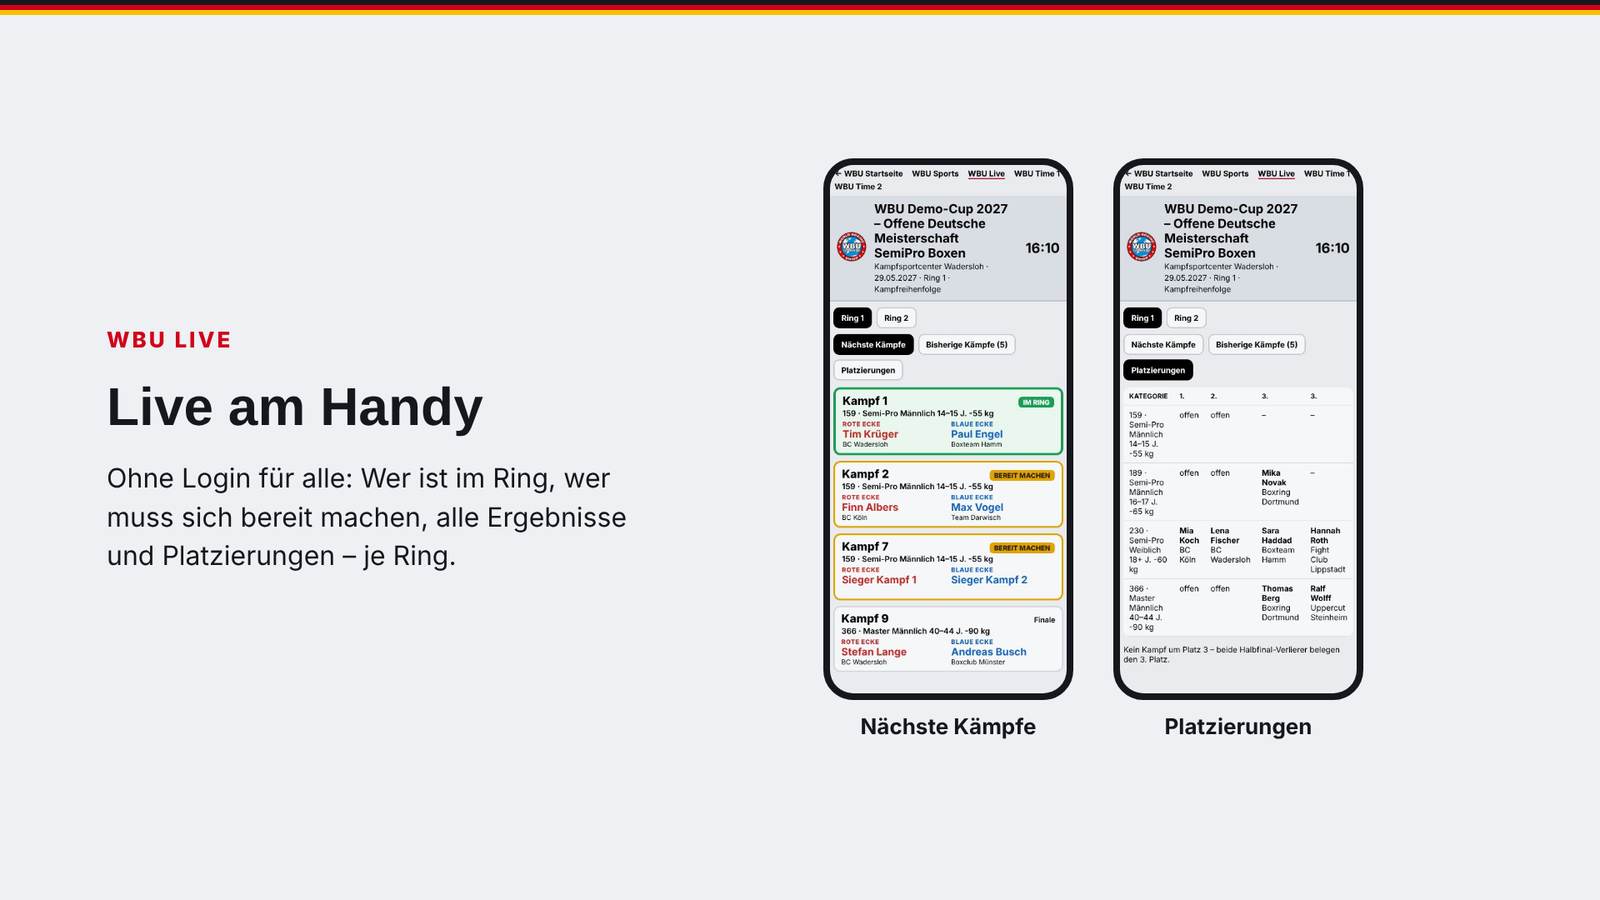 WBU LIVE
Live am Handy
Ohne Login für alle: Wer ist im Ring, wer
muss sich bereit machen, alle Ergebnisse
und Platzierungen – je Ring.
← WBU Startseite WBU Sports WBU Live WBU Time 1
WBU Time 2
WBU Demo-Cup 2027
– Offene Deutsche
Meisterschaft
SemiPro Boxen
16:10
Kampfsportcenter Wadersloh ·
29.05.2027 · Ring 1 ·
Kampfreihenfolge
WBU
Ring 1 Ring 2
Nächste Kämpfe Bisherige Kämpfe (5)
Platzierungen
Kampf 1 IM RING
159 · Semi-Pro Männlich 14–15 J. -55 kg
ROTE ECKE BLAUE ECKE
Tim Krüger Paul Engel
BC Wadersloh Boxteam Hamm
Kampf 2 BEREIT MACHEN
159 · Semi-Pro Männlich 14–15 J. -55 kg
ROTE ECKE BLAUE ECKE
Finn Albers Max Vogel
BC Köln Team Darwisch
Kampf 7 BEREIT MACHEN
159 · Semi-Pro Männlich 14–15 J. -55 kg
ROTE ECKE BLAUE ECKE
Sieger Kampf 1 Sieger Kampf 2
Kampf 9 Finale
366 · Master Männlich 40–44 J. -90 kg
ROTE ECKE BLAUE ECKE
Stefan Lange Andreas Busch
BC Wadersloh Boxclub Münster
Nächste Kämpfe
← WBU Startseite WBU Sports WBU Live WBU Time 1
WBU Time 2
WBU Demo-Cup 2027
– Offene Deutsche
Meisterschaft
SemiPro Boxen
16:10
Kampfsportcenter Wadersloh ·
29.05.2027 · Ring 1 ·
Kampfreihenfolge
WBU
Ring 1 Ring 2
Nächste Kämpfe Bisherige Kämpfe (5)
Platzierungen
KATEGORIE 1. 2. 3. 3.
159 · offen offen – –
Semi-Pro
Männlich
14–15 J.
-55 kg
189 · offen offen Mika –
Semi-Pro Novak
Männlich Boxring
16–17 J. Dortmund
-65 kg
230 · Mia Lena Sara Hannah
Semi-Pro Koch Fischer Haddad Roth
Weiblich BC BC Boxteam Fight
18+ J. -60 Köln Wadersloh Hamm Club
kg Lippstadt
366 · offen offen Thomas Ralf
Master Berg Wolff
Männlich Boxring Uppercut
40–44 J. Dortmund Steinheim
-90 kg
Kein Kampf um Platz 3 – beide Halbfinal-Verlierer belegen
den 3. Platz.
Platzierungen